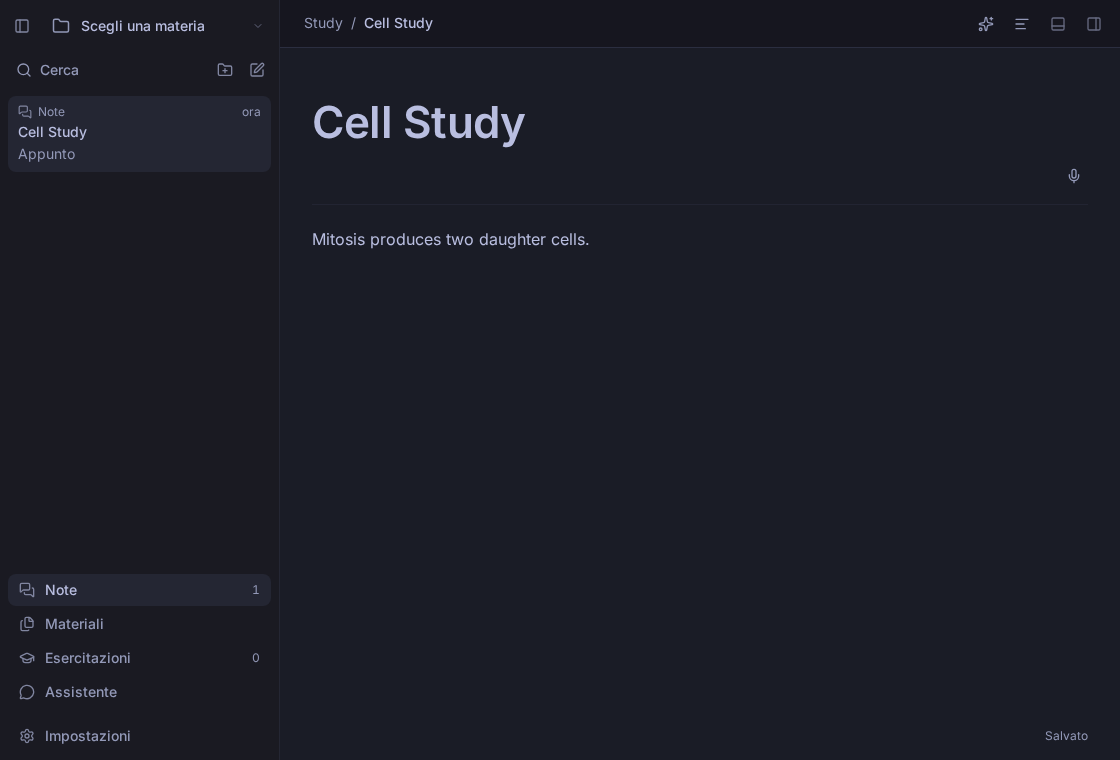 Scegli una materia
Study / Cell Study
Cerca
Note ora
Cell Study
Appunto
Cell Study
Mitosis produces two daughter cells.
Note 1
Materiali
Esercitazioni 0
Assistente
Impostazioni
Salvato